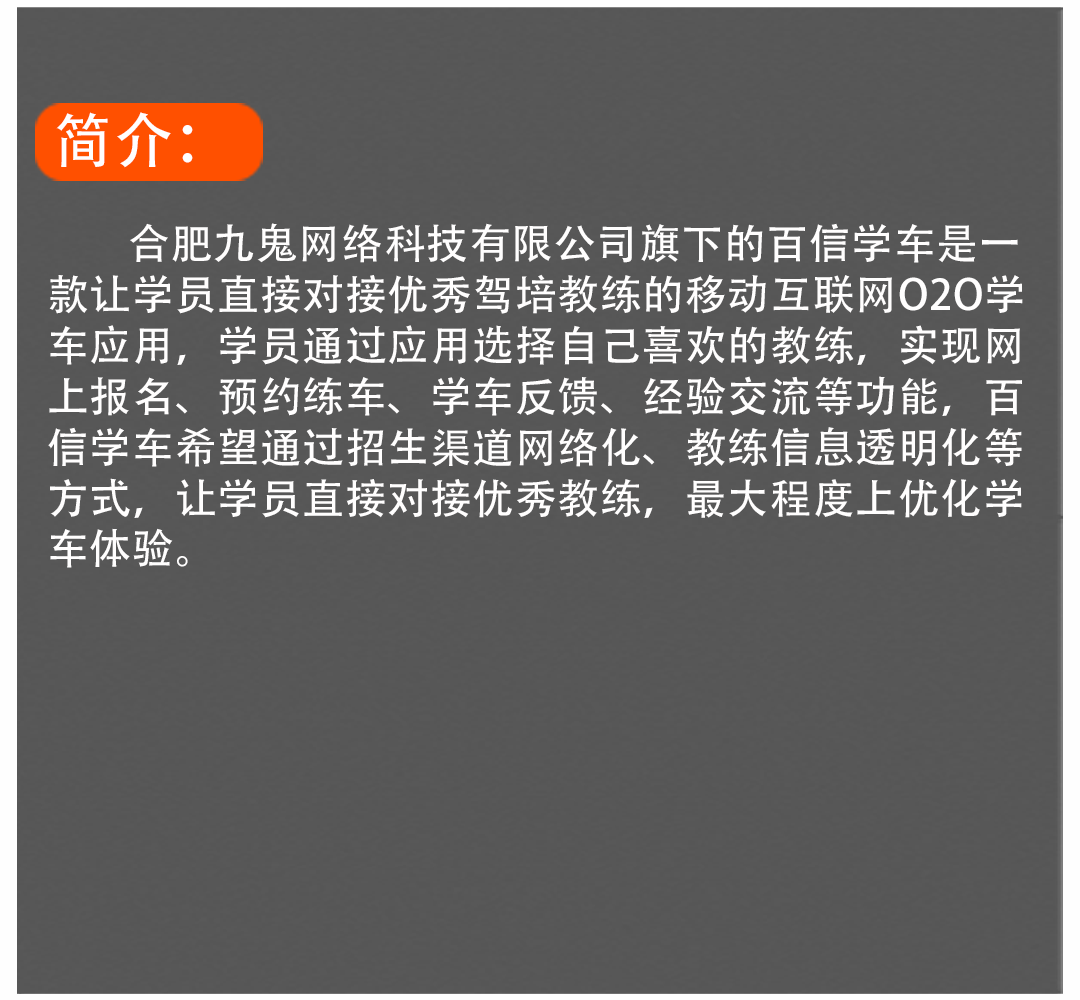 简介：
合肥九鬼网络科技有限公司旗下的百信学车是一
款让学员直接对接优秀驾培教练的移动互联网O2O学
车应用，学员通过应用选择自己喜欢的教练，实现网
上报名、预约练车、学车反馈、经验交流等功能，百
信学车希望通过招生渠道网络化、教练信息透明化等
方式，让学员直接对接优秀教练，最大程度上优化学
车体验。